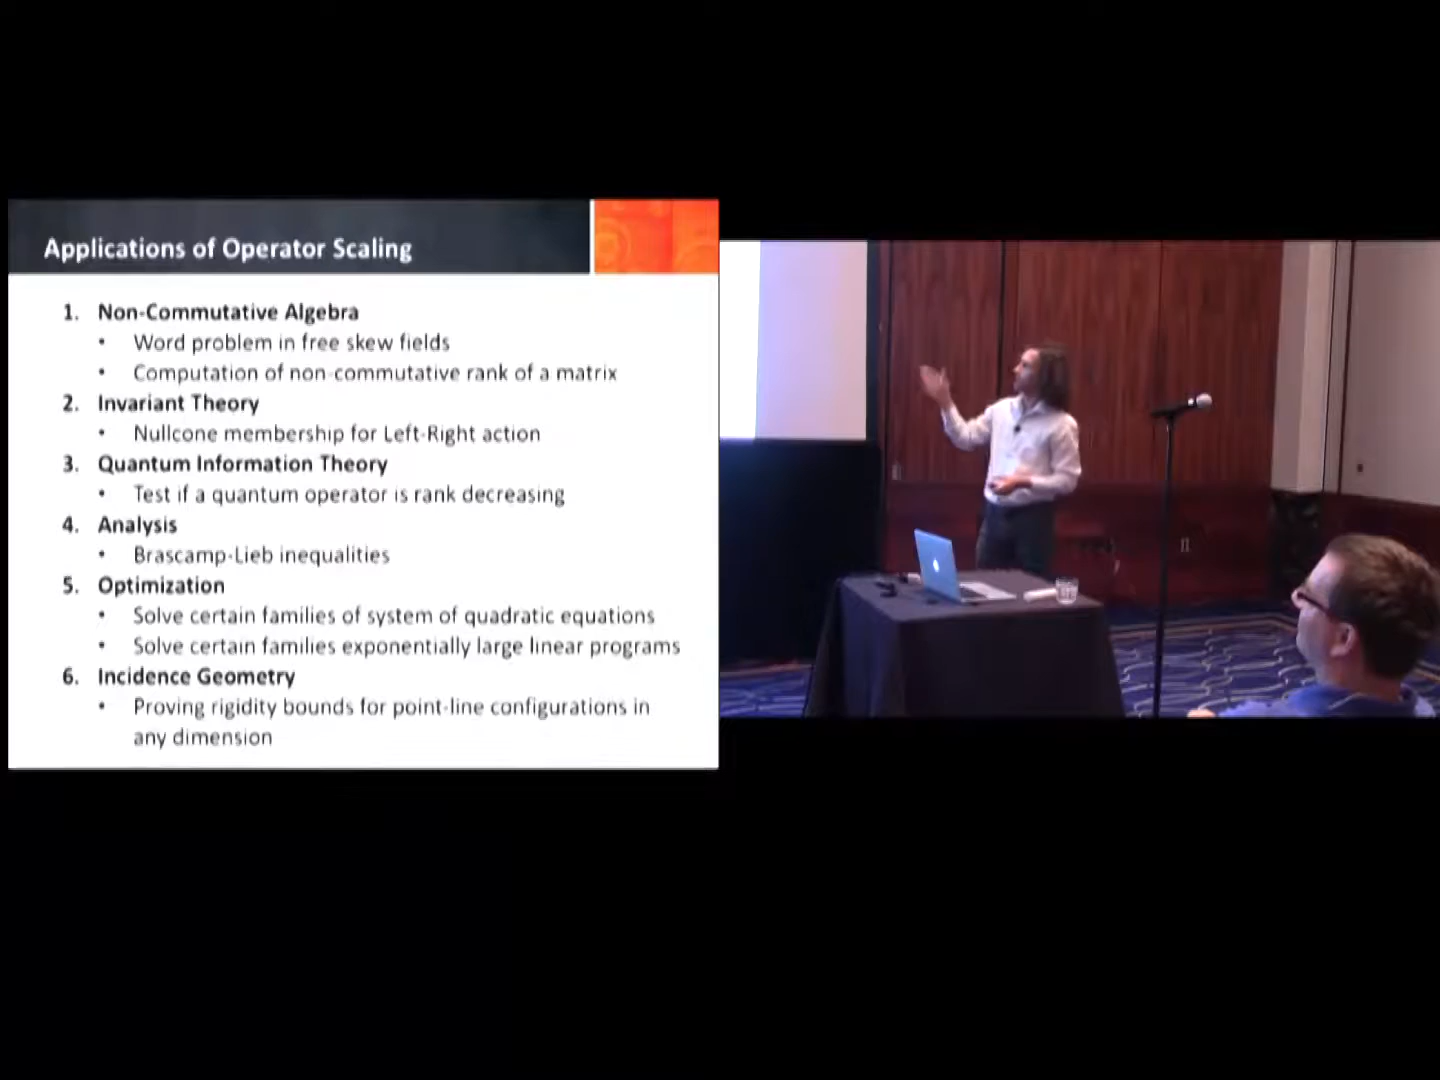 Applications of Operator Scaling
1. Non-Commutative Algebra
• Word problem in free skew fields
• Computation of non-commutative rank of a matrix
2. Invariant Theory
• Nullcone membership for Left-Right action
3. Quantum Information Theory
• Test if a quantum operator is rank decreasing
4. Analysis
• Brascamp-Lieb inequalities
5. Optimization
• Solve certain families of system of quadratic equations
• Solve certain families exponentially large linear programs
6. Incidence Geometry
• Proving rigidity bounds for point-line configurations in
any dimension